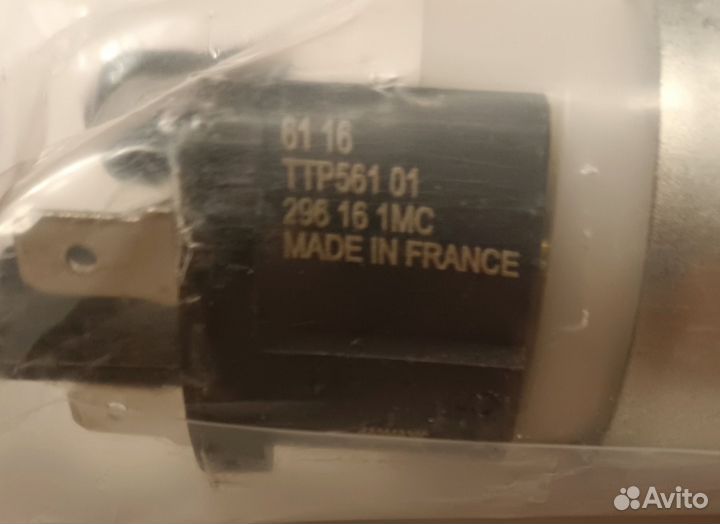 61 16
TTP561 01
296 16 1MC
MADE IN FRANCE
Avito